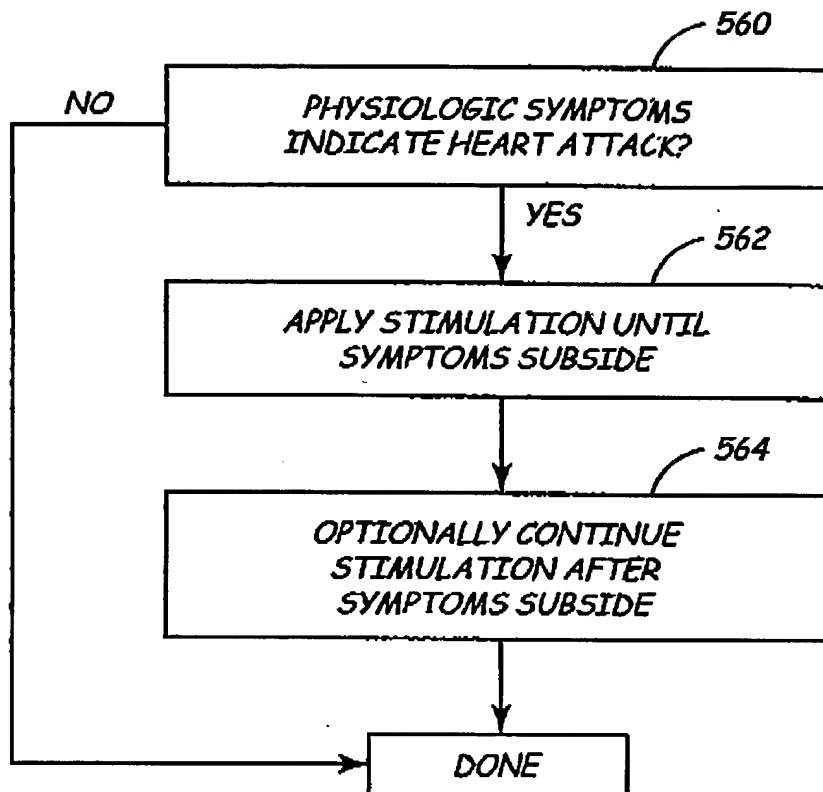 560
NO
PHYSIOLOGIC SYMPTOMS
INDICATE HEART ATTACK?
YES
562
APPLY STIMULATION UNTIL
SYMPTOMS SUBSIDE
564
OPTIONALLY CONTINUE
STIMULATION AFTER
SYMPTOMS SUBSIDE
DONE